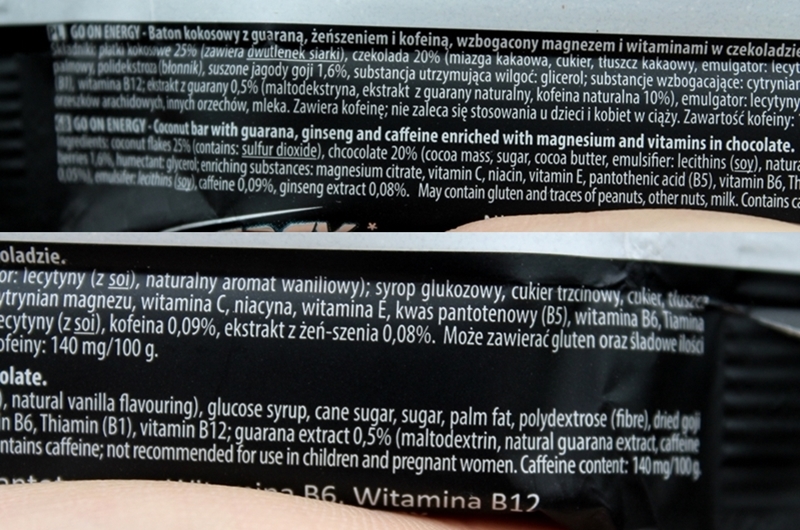 GO ON ENERGY - Baton kokosowy z guaraną, żeńszeniem i kofeiną, wzbogacony magnezem i witaminami w czekoladzie
Składniki: płatki kokosowe 25% (zawiera dwutlenek siarki), czekolada 20% (miazga kakaowa, cukier, tłuszcz kakaowy, emulgator: lecyt
palmowy, polidekstroza (błonnik), suszone jagody goji 1,6%, substancja utrzymująca wilgoć: glicerol; substancje wzbogacające: cytrynian
(B1), witamina B12; ekstrakt z guarany 0,5% (maltodekstryna, ekstrakt z guarany naturalny, kofeina naturalna 10%), emulgator: lecytyny
orzeszków arachidowych, innych orzechów, mleka. Zawiera kofeinę; nie zaleca się stosowania u dzieci i kobiet w ciąży. Zawartość kofeiny:
GO ON ENERGY - Coconut bar with guarana, ginseng and caffeine enriched with magnesium and vitamins in chocolate.
Ingredients: coconut flakes 25% (contains: sulfur dioxide), chcocolate 20% (cocoa mass, sugar, cocoa butter, emulsifier: lecithins (soy), natura
berries 1.6%, humectant: glycerol; enriching substances: magnesium citrate, vitamin C, niacin, vitamin E, pantothenic acid (B5), vitamin B6, Th
0,05%), emulsifer: lecithins (soy), caffeine 0,09%, ginseng extract 0,08%. May contain gluten and traces of peanuts, other nuts, milk. Contains ca
oladzie.
or: lecytyny (z soi), naturalny aromat waniliowy); syrop glukozowy, cukier trzcinowy, cukier, tłuszcz
ytrynian magnezu, witamina C, niacyna, witamina E, kwas pantotenowy (B5), witamina B6, Tiamina
ecytyny (z soi), kofeina 0,09%, ekstrakt z żeń-szenia 0,08%. Może zawierać gluten oraz śladowe ilości
ofeiny: 140 mg/100 g.
olate.
), natural vanilla flavouring), glucose syrup, cane sugar, sugar, palm fat, polydextrose (fibre), dried goji
n B6, Thiamin (B1), vitamin B12; guarana extract 0,5% (maltodextrin, natural guarana extract, caffeine
ntains caffeine; not recommended for use in children and pregnant women. Caffeine content: 140 mg/100 g.
Witamina B6, Witamina B12